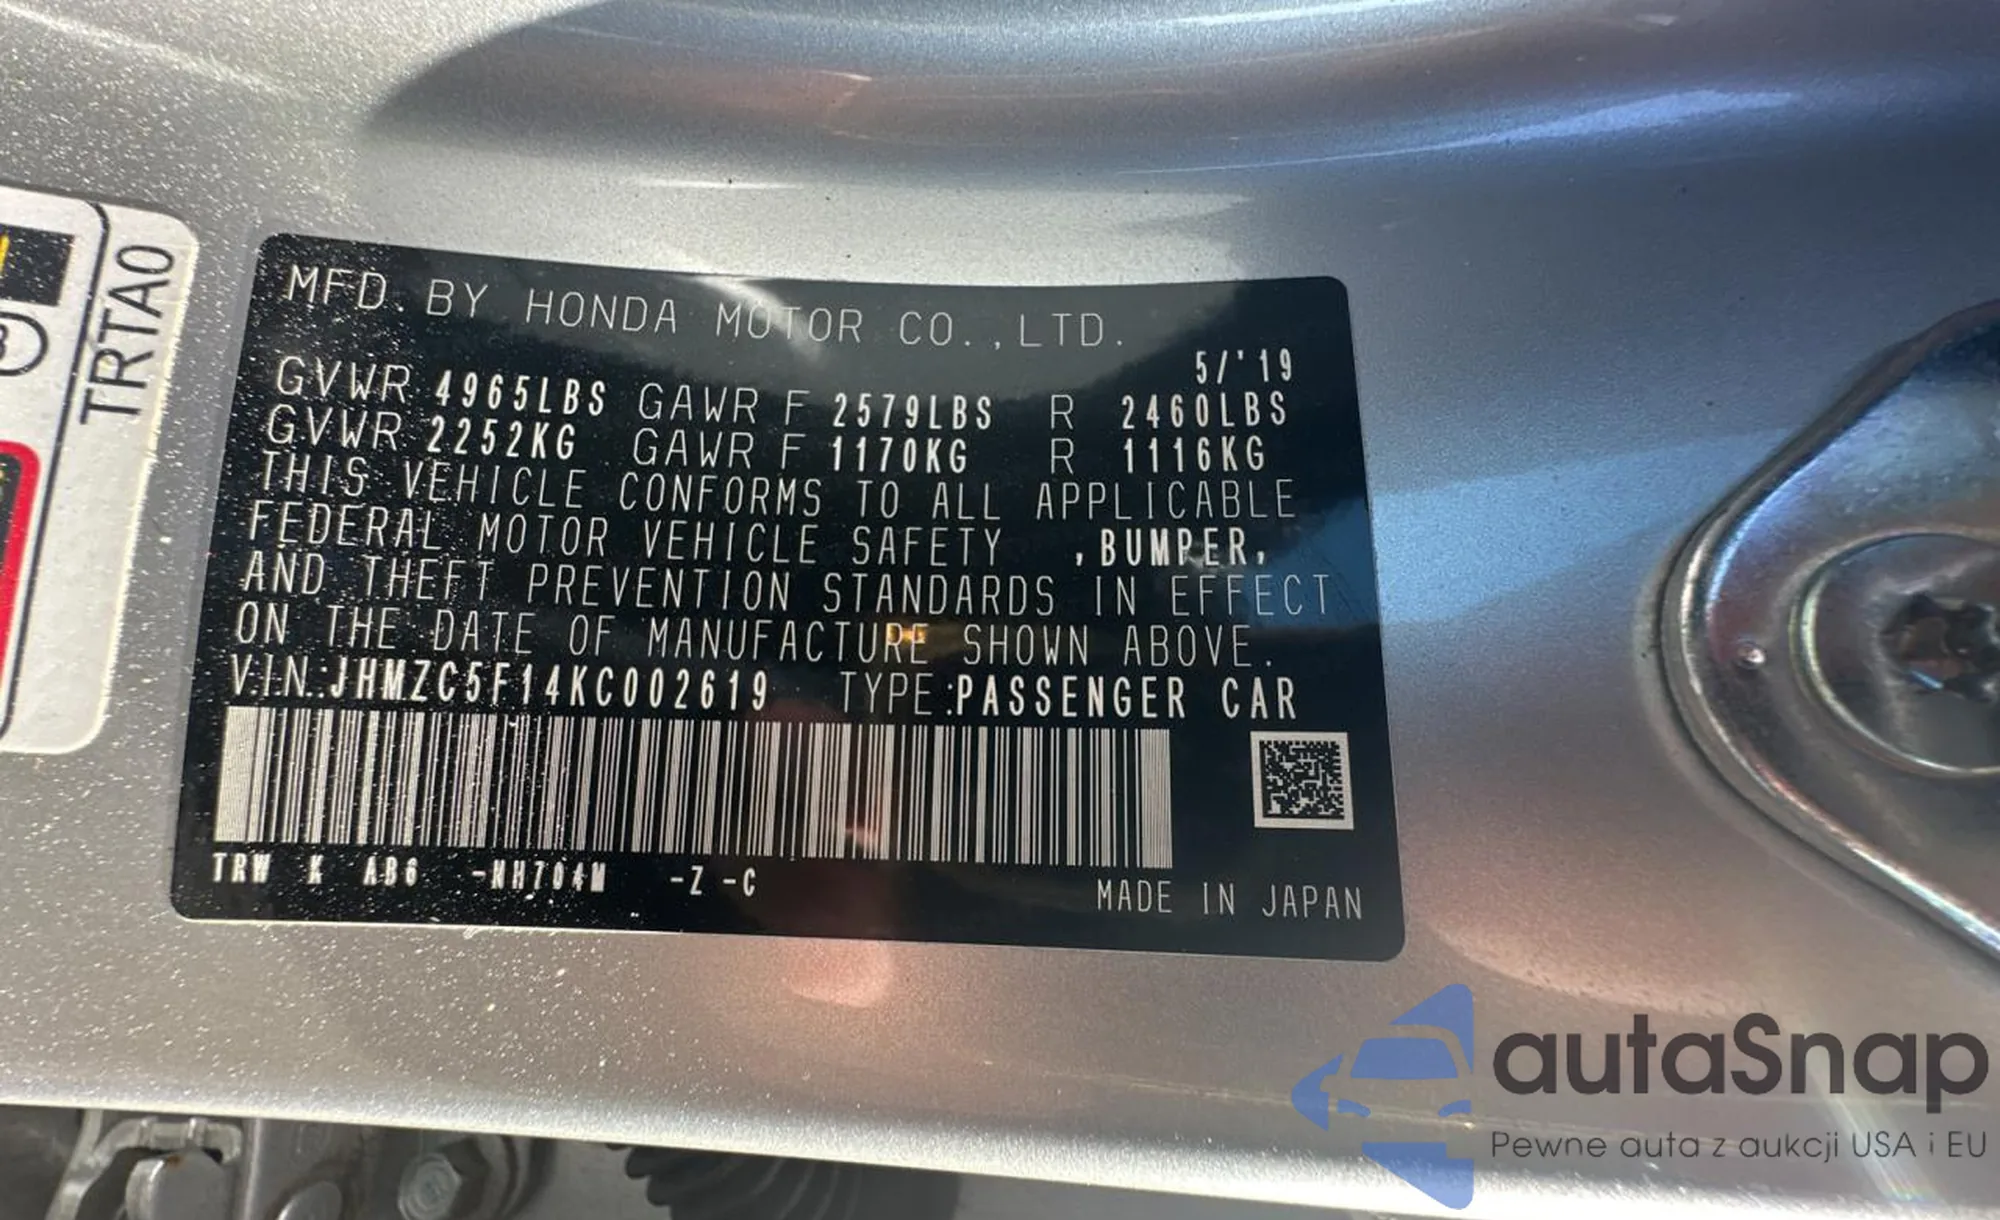 TRTA0
MFD. BY HONDA MOTOR CO.,LTD.
5/'19
GVWR 4965LBS GAWR F 2579LBS R 2460LBS
GVWR 2252KG GAWR F 1170KG R 1116KG
THIS VEHICLE CONFORMS TO ALL APPLICABLE
FEDERAL MOTOR VEHICLE SAFETY ,BUMPER,
AND THEFT PREVENTION STANDARDS IN EFFECT
ON THE DATE OF MANUFACTURE SHOWN ABOVE.
V.I.N.:JHMZC5F14KC002619 TYPE:PASSENGER CAR
TRW K AB6 -NH704M -Z -C
MADE IN JAPAN
autaSnap
Pewne auta z aukcji USA i EU